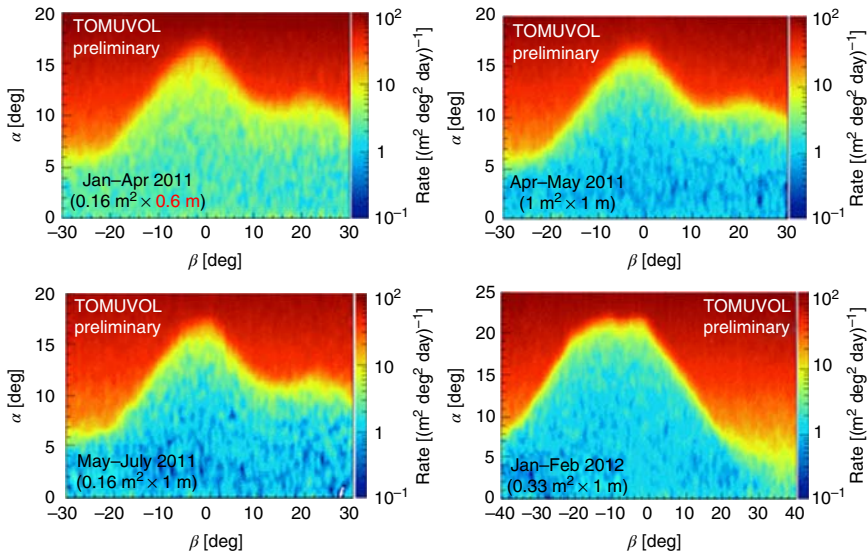 20
15
10
5
0
α [deg]
TOMUVOL
preliminary
Jan–Apr 2011
(0.16 m² × 0.6 m)
–30 –20 –10 0 10 20 30
β [deg]
10²
10
1
10⁻¹
Rate [(m² deg² day)⁻¹]
20
15
10
5
0
α [deg]
TOMUVOL
preliminary
Apr–May 2011
(1 m² × 1 m)
–30 –20 –10 0 10 20 30
β [deg]
10²
10
1
10⁻¹
Rate [(m² deg² day)⁻¹]
20
15
10
5
0
α [deg]
TOMUVOL
preliminary
May–July 2011
(0.16 m² × 1 m)
–30 –20 –10 0 10 20 30
β [deg]
10²
10
1
10⁻¹
Rate [(m² deg² day)⁻¹]
25
20
15
10
5
0
α [deg]
TOMUVOL
preliminary
Jan–Feb 2012
(0.33 m² × 1 m)
–40 –30 –20 –10 0 10 20 30 40
β [deg]
10²
10
1
10⁻¹
Rate [(m² deg² day)⁻¹]